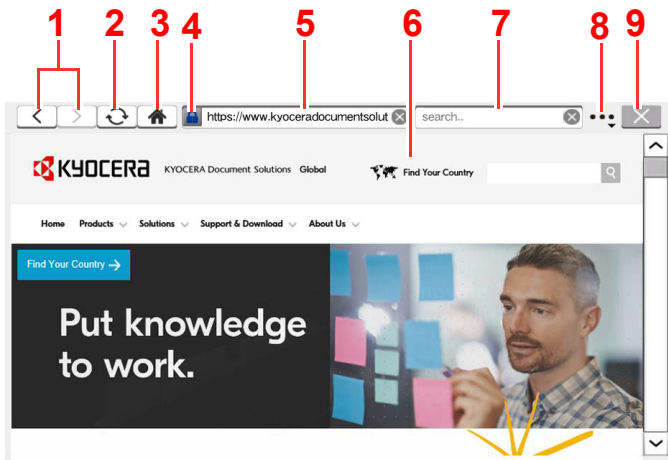 1 2 3 4 5 6 7 8 9
https://www.kyoceradocumentsolut search..
KYOCERA KYOCERA Document Solutions Global Find Your Country
Home Products Solutions Support & Download About Us
Find Your Country →
Put knowledge
to work.